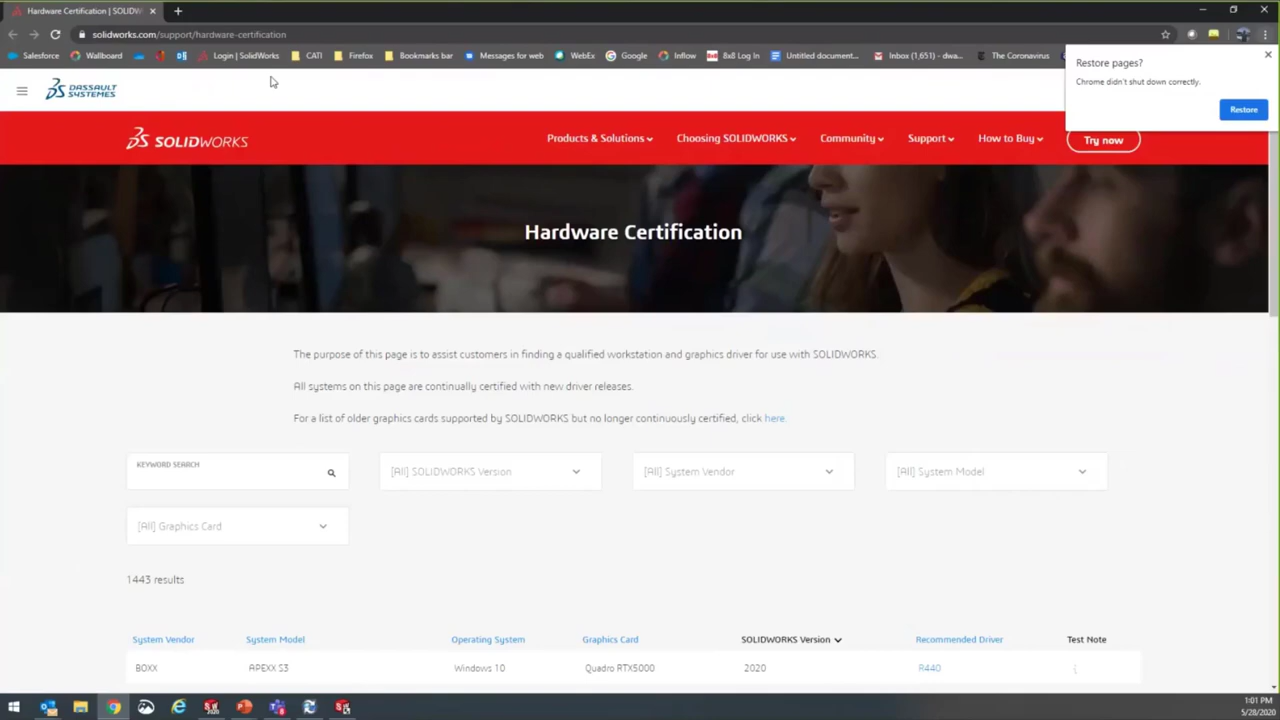 Hardware Certification | SOLIDW
solidworks.com/support/hardware-certification
Salesforce Wallboard Login | SolidWorks CATI Firefox Bookmarks bar Messages for web WebEx Google Inflow 8x8 Log In Untitled document... Inbox (1,651) - dwa... The Coronavirus
Restore pages?
Chrome didn't shut down correctly.
Restore
DASSAULT
SYSTEMES
SOLIDWORKS
Products & Solutions Choosing SOLIDWORKS Community Support How to Buy Try now
Hardware Certification
The purpose of this page is to assist customers in finding a qualified workstation and graphics driver for use with SOLIDWORKS.
All systems on this page are continually certified with new driver releases.
For a list of older graphics cards supported by SOLIDWORKS but no longer continuously certified, click here.
KEYWORD SEARCH
[All] SOLIDWORKS Version [All] System Vendor [All] System Model
[All] Graphics Card
1443 results
System Vendor System Model Operating System Graphics Card SOLIDWORKS Version Recommended Driver Test Note
BOXX APEXX S3 Windows 10 Quadro RTX5000 2020 R440
1:01 PM
5/28/2020